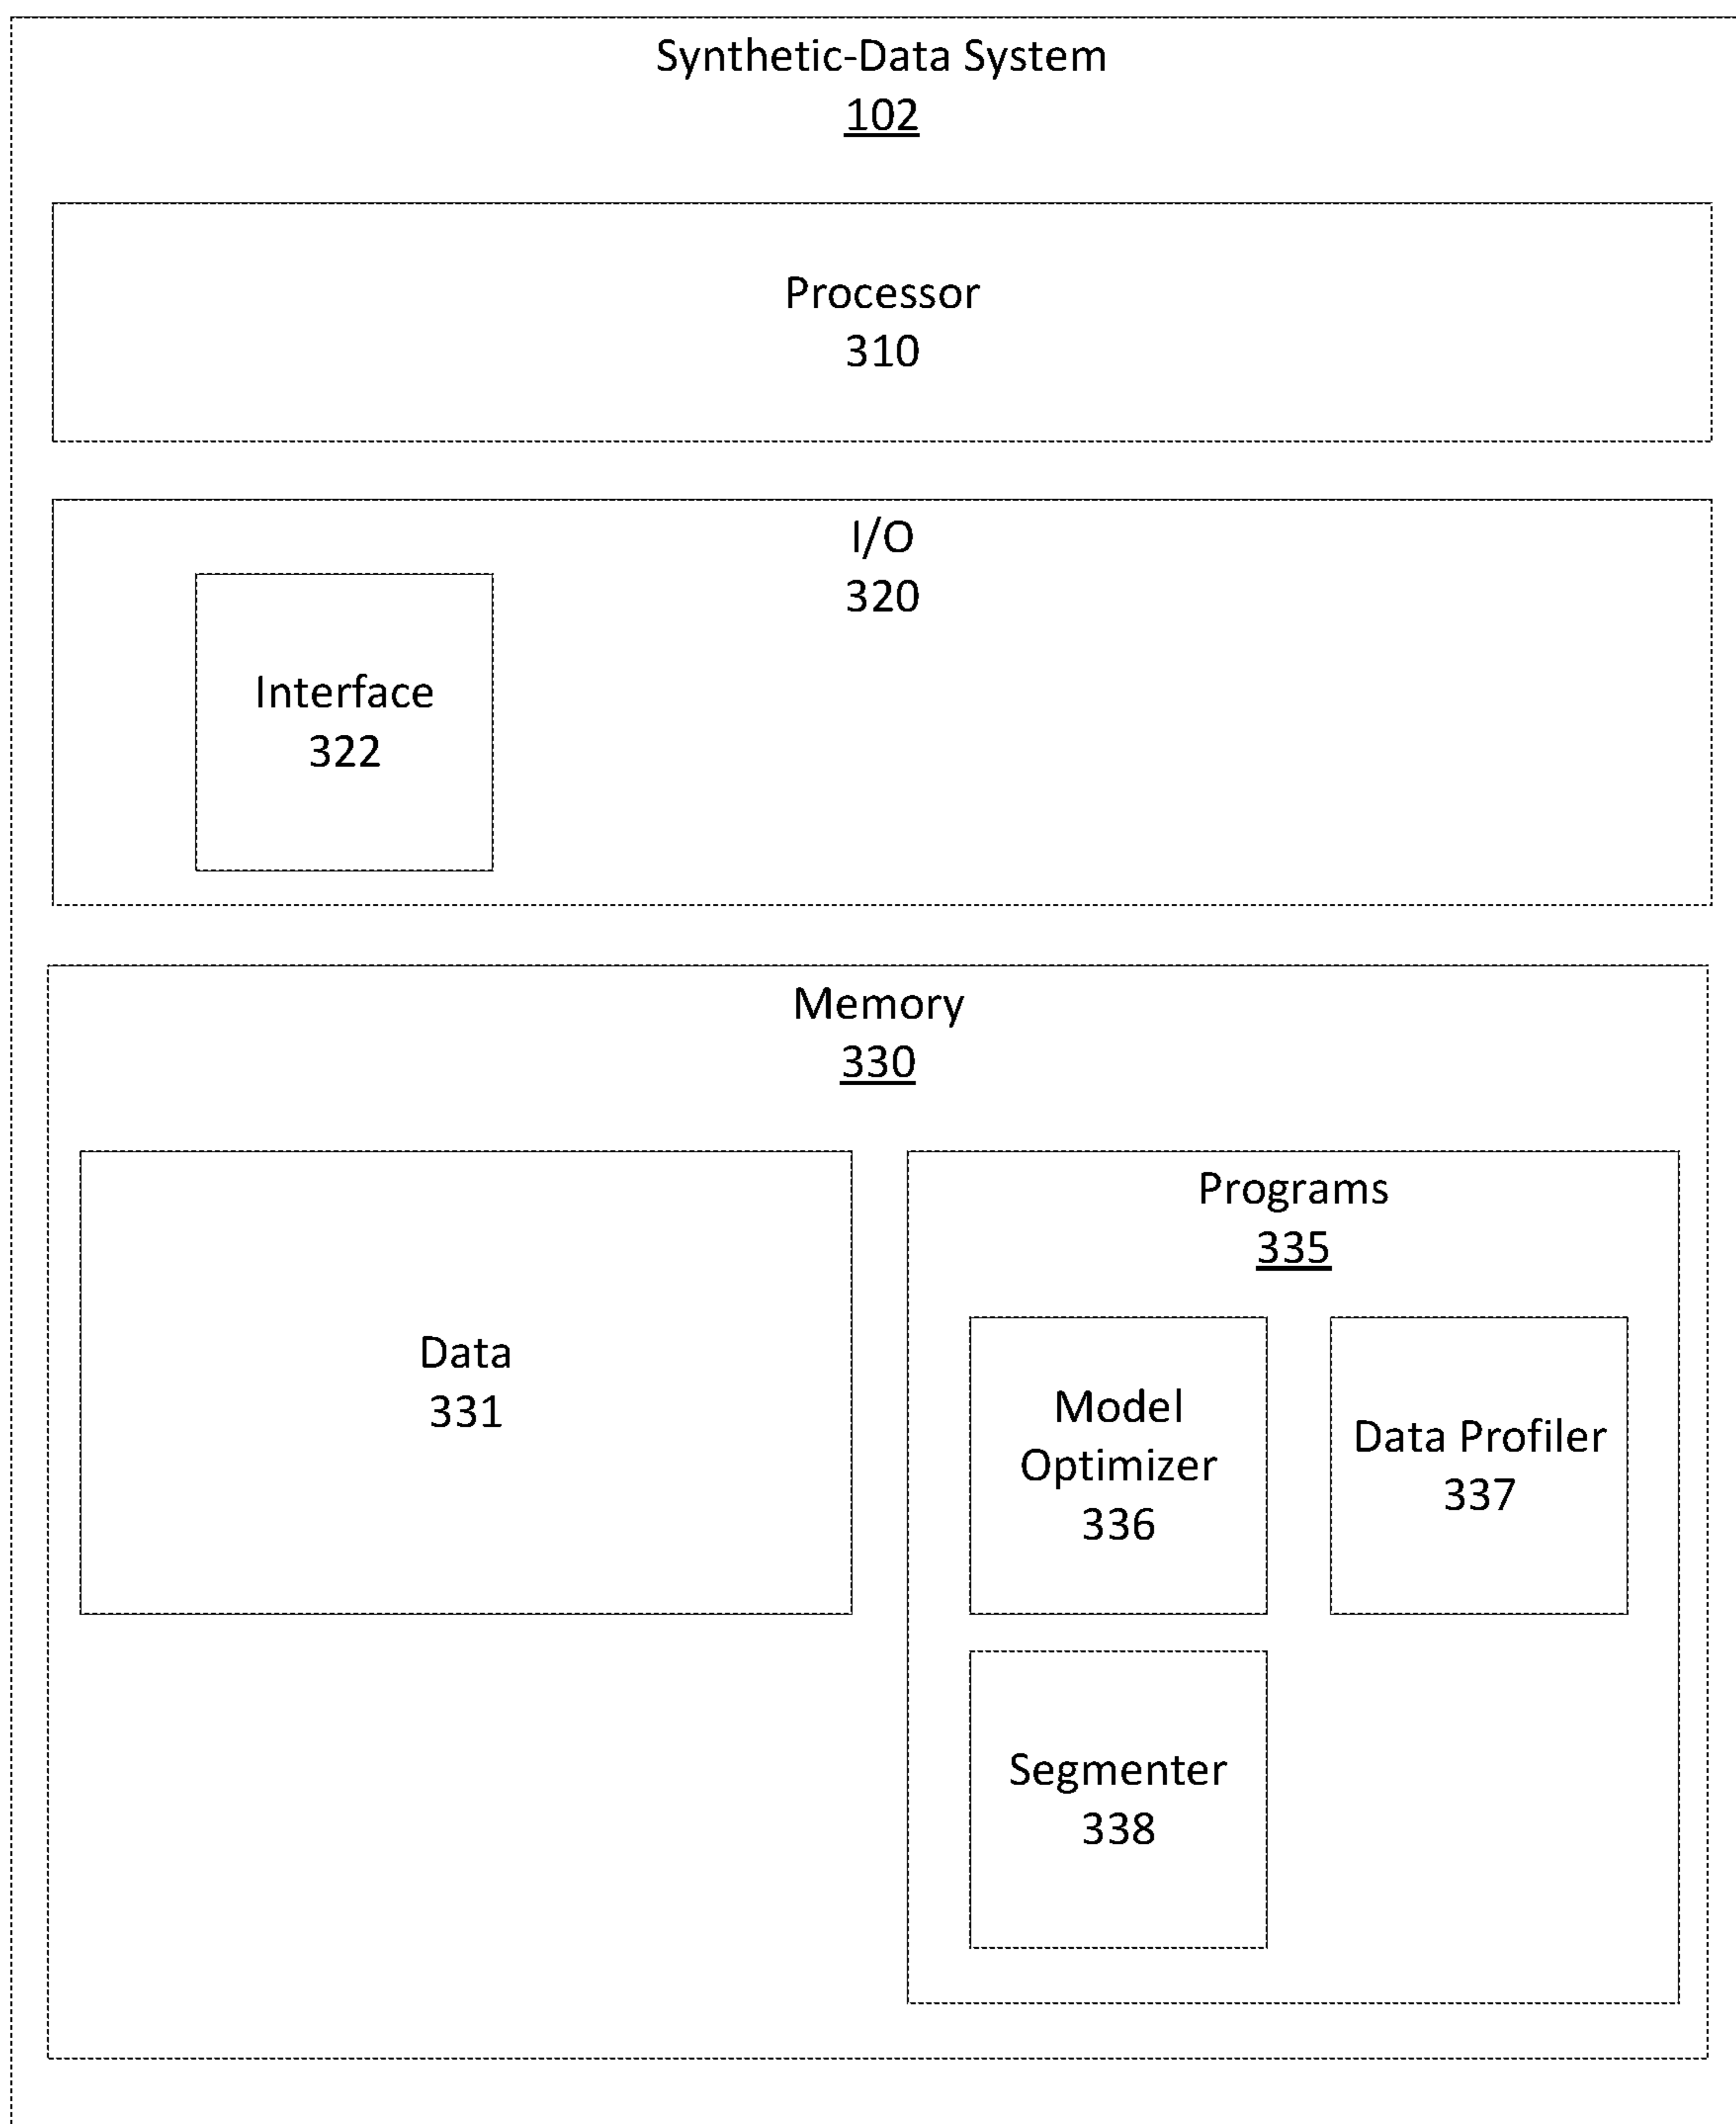 Synthetic-Data System
102
Processor
310
I/O
320
Interface
322
Memory
330
Data
331
Programs
335
Model
Optimizer
336
Data Profiler
337
Segmenter
338